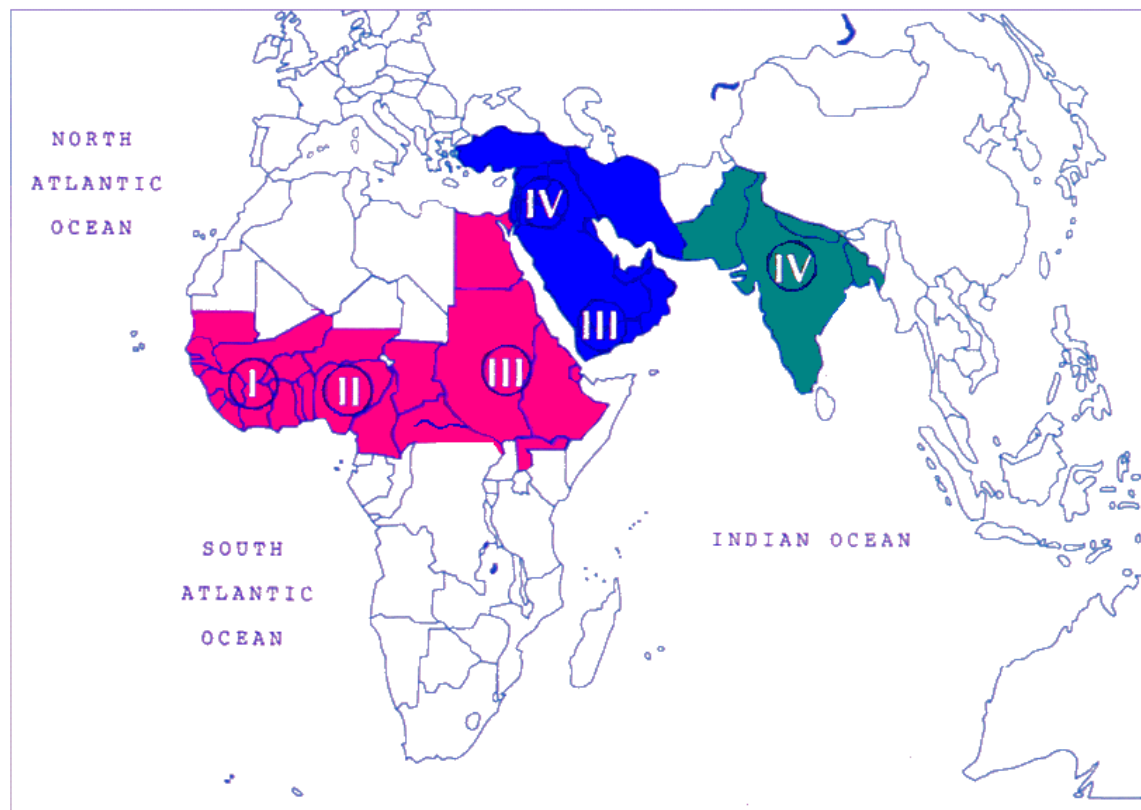 NORTH
ATLANTIC
OCEAN
IV
IV
III
I
II
III
SOUTH
ATLANTIC
OCEAN
INDIAN OCEAN